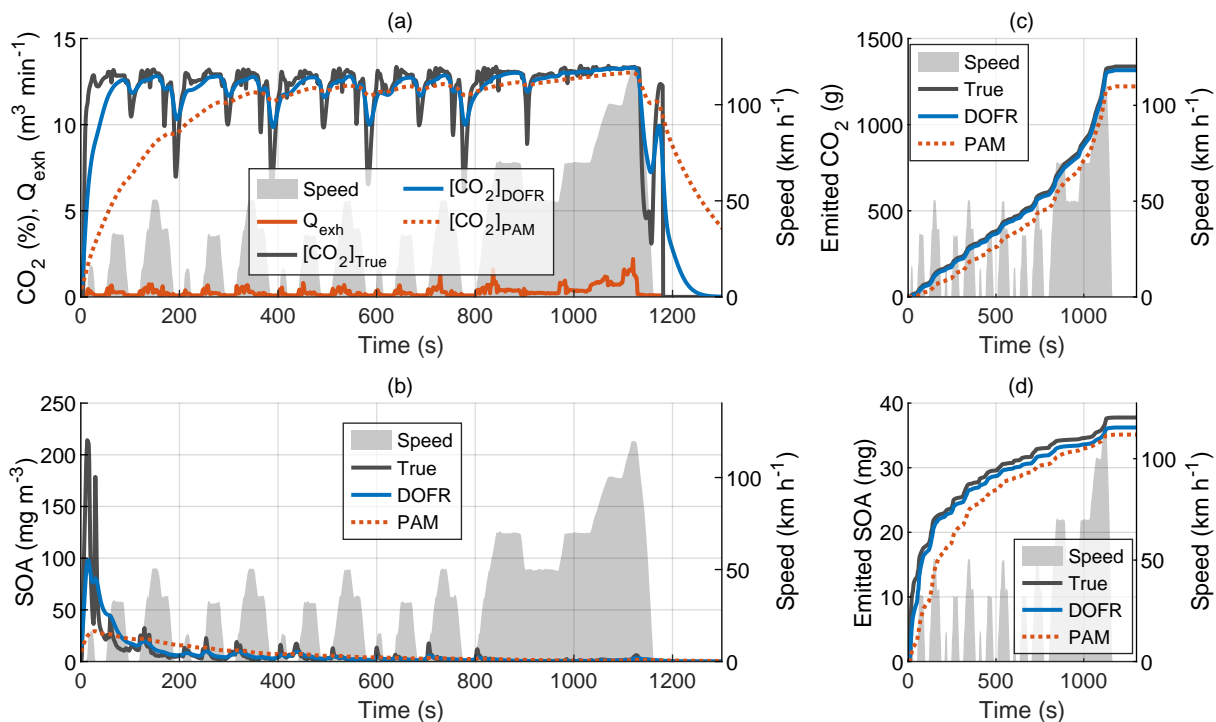 (a)
15
10
5
0
CO2 (%), Qexh (m3 min-1)
100
50
0
Speed (km h-1)
0 200 400 600 800 1000 1200
Time (s)
Speed
Qexh
[CO2]True
[CO2]DOFR
[CO2]PAM
(c)
1500
1000
500
0
Emitted CO2 (g)
Speed
True
DOFR
PAM
100
50
0
Speed (km h-1)
0 500 1000
Time (s)
(b)
250
200
150
100
50
0
SOA (mg m-3)
Speed
True
DOFR
PAM
100
50
0
Speed (km h-1)
0 200 400 600 800 1000 1200
Time (s)
(d)
40
30
20
10
0
Emitted SOA (mg)
Speed
True
DOFR
PAM
100
50
0
Speed (km h-1)
0 500 1000
Time (s)